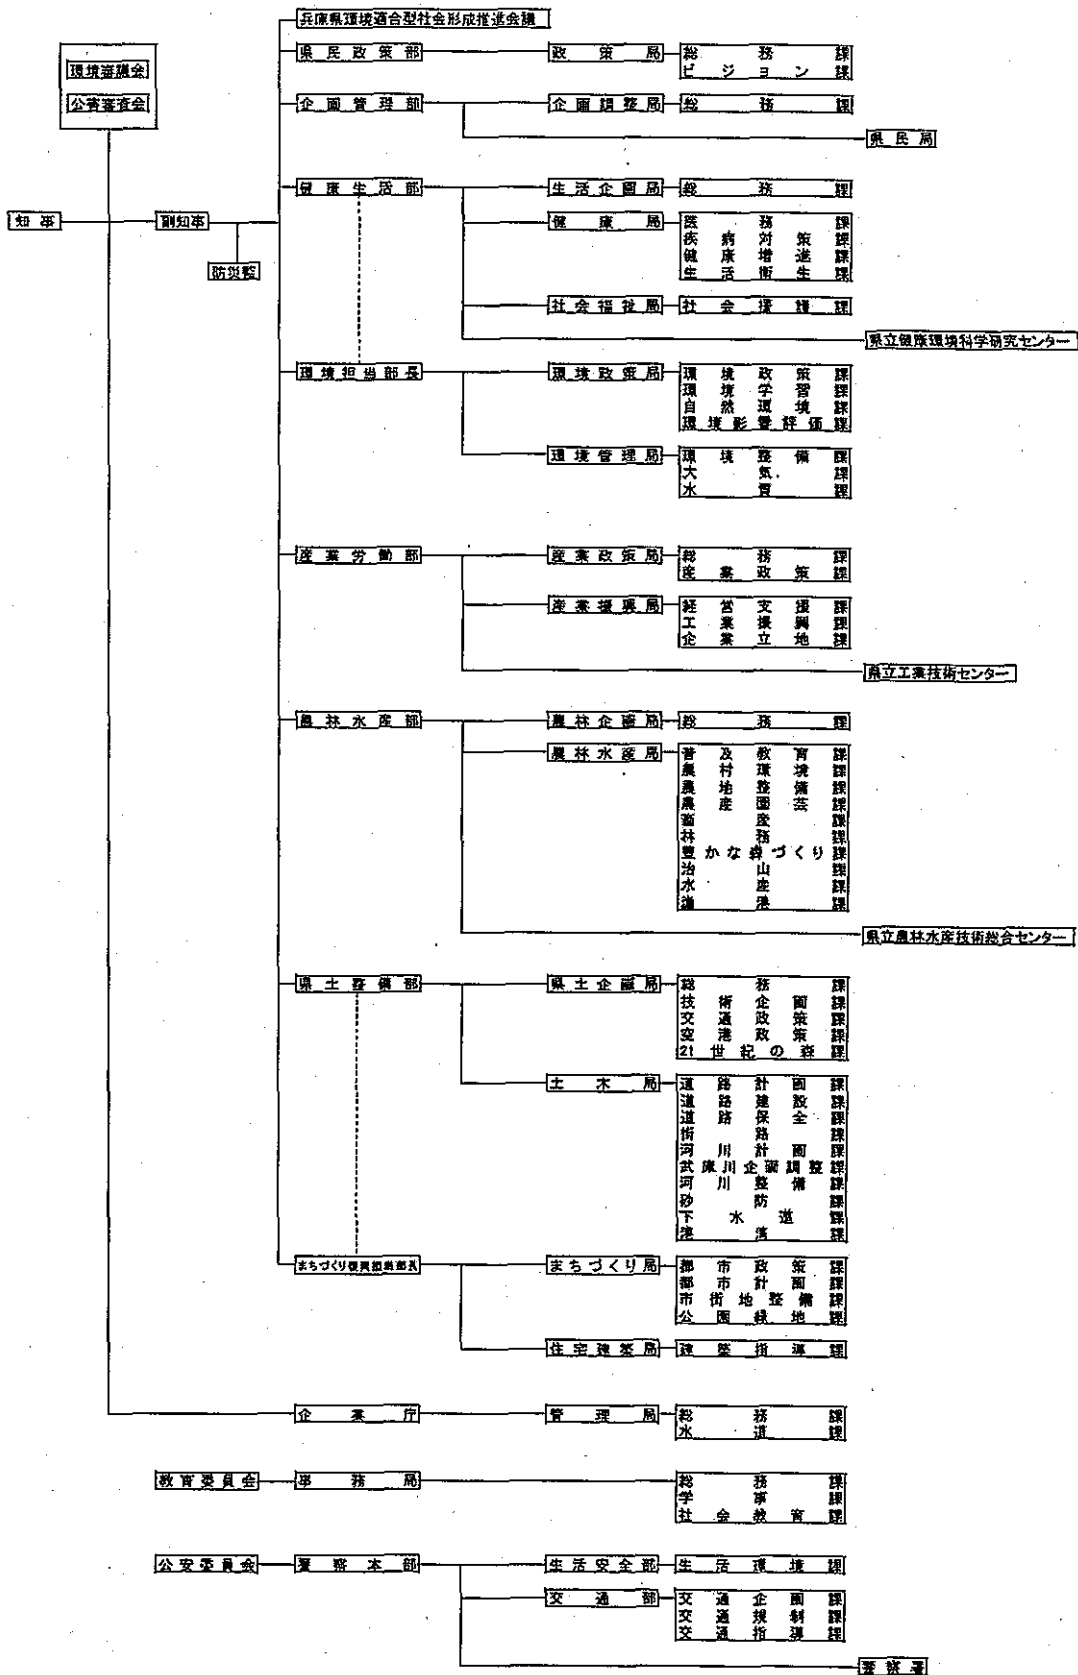 兵庫県環境適合型社会形成推進会議
環境審議会
公害審査会
知事
副知事
防災監
県民政策部
政策局
総務課
ビジョン課
企画管理部
企画調整局
総務課
県民局
健康生活部
生活企画局
総務課
健康局
医務課
疾病対策課
健康増進課
生活衛生課
社会福祉局
社会援護課
県立健康環境科学研究センター
環境担当部長
環境政策局
環境政策課
環境学習課
自然環境課
環境影響評価課
環境管理局
環境整備課
大気課
水質課
産業労働部
産業政策局
総務課
産業政策課
産業振興局
経営支援課
工業振興課
企業立地課
県立工業技術センター
農林水産部
農林企画局
総務課
農林水産局
普及教育課
農村環境課
農地整備課
農産園芸課
畜産課
林務課
豊かな森づくり課
治山課
水産課
漁港課
県立農林水産技術総合センター
県土整備部
県土企画局
総務課
技術企画課
交通政策課
空港政策課
21世紀の森課
土木局
道路計画課
道路建設課
道路保全課
街路課
河川計画課
武庫川企画調整課
河川整備課
砂防課
下水道課
港湾課
まちづくり復興担当部長
まちづくり局
都市政策課
都市計画課
市街地整備課
公園緑地課
住宅建築局
建築指導課
企業庁
管理局
総務課
水道課
教育委員会
事務局
総務課
学事課
社会教育課
公安委員会
警察本部
生活安全部
生活環境課
交通部
交通企画課
交通規制課
交通指導課
警察署